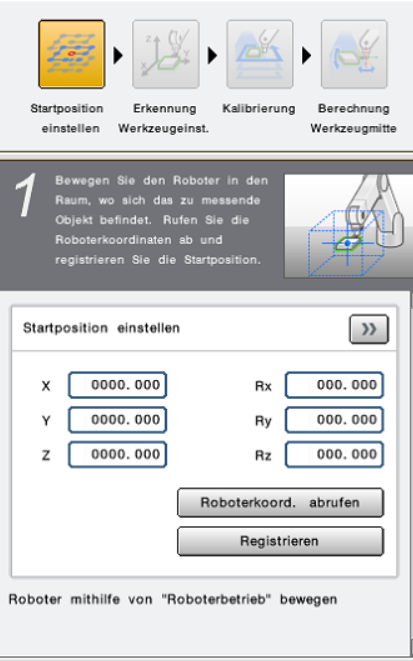 Startposition einstellen
Erkennung Werkzeugeinst.
Kalibrierung
Berechnung Werkzeugmitte
1
Bewegen Sie den Roboter in den
Raum, wo sich das zu messende
Objekt befindet. Rufen Sie die
Roboterkoordinaten ab und
registrieren Sie die Startposition.
Startposition einstellen
X 0000.000 Rx 000.000
Y 0000.000 Ry 000.000
Z 0000.000 Rz 000.000
Roboterkoord. abrufen
Registrieren
Roboter mithilfe von "Roboterbetrieb" bewegen